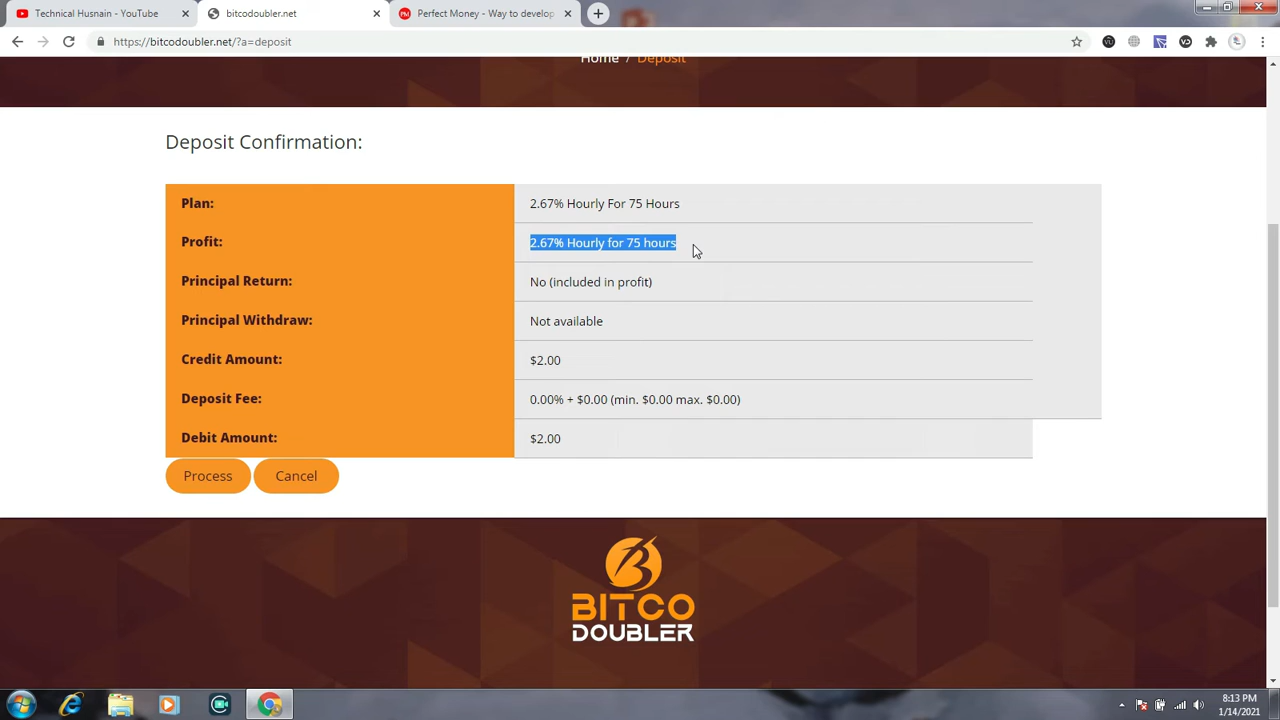 Technical Husnain - YouTube
bitcodoubler.net
PM
Perfect Money - Way to develop
https://bitcodoubler.net/?a=deposit
VU
Home / Deposit
Deposit Confirmation:
Plan: 2.67% Hourly For 75 Hours
Profit: 2.67% Hourly for 75 hours
Principal Return: No (included in profit)
Principal Withdraw: Not available
Credit Amount: $2.00
Deposit Fee: 0.00% + $0.00 (min. $0.00 max. $0.00)
Debit Amount: $2.00
Process Cancel
BITCO
DOUBLER
8:13 PM
1/14/2021